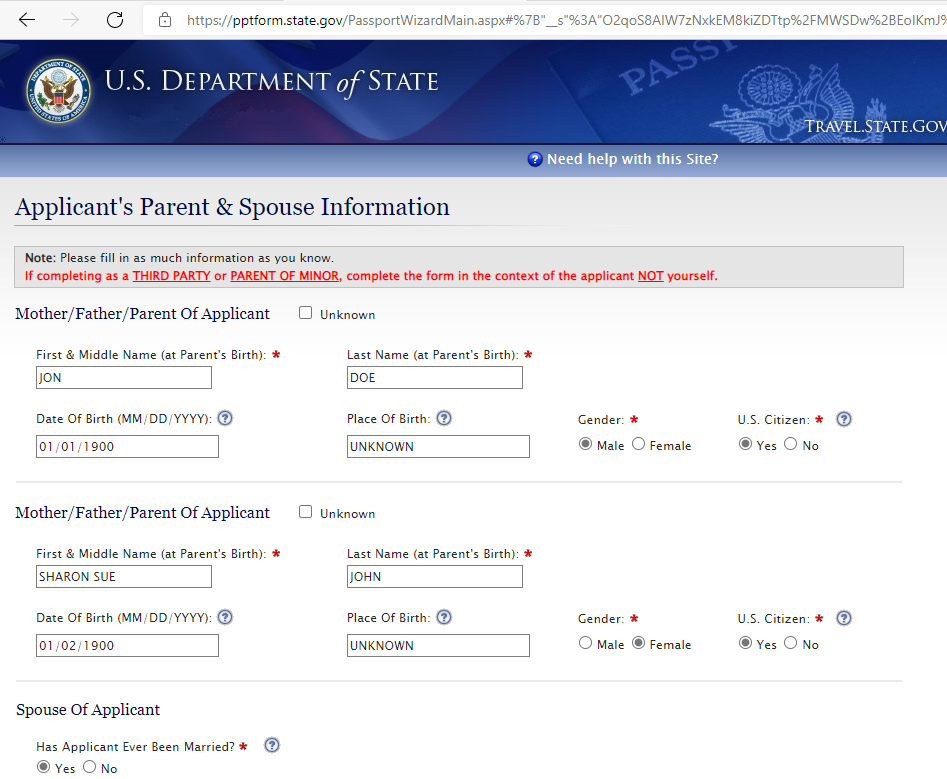 https://pptform.state.gov/PassportWizardMain.aspx#%7B"__s"%3A"O2qoS8AlW7zNxkEM8kiZDTtp%2FMWSDw%2BEolKmJ%
U.S. DEPARTMENT of STATE
PASS
TRAVEL.STATE.GOV
Need help with this Site?
Applicant's Parent & Spouse Information
Note: Please fill in as much information as you know.
If completing as a THIRD PARTY or PARENT OF MINOR, complete the form in the context of the applicant NOT yourself.
Mother/Father/Parent Of Applicant Unknown
First & Middle Name (at Parent's Birth): * Last Name (at Parent's Birth): *
JON DOE
Date Of Birth (MM/DD/YYYY): ? Place Of Birth: ? Gender: * U.S. Citizen: * ?
01/01/1900 UNKNOWN Male Female Yes No
Mother/Father/Parent Of Applicant Unknown
First & Middle Name (at Parent's Birth): * Last Name (at Parent's Birth): *
SHARON SUE JOHN
Date Of Birth (MM/DD/YYYY): ? Place Of Birth: ? Gender: * U.S. Citizen: * ?
01/02/1900 UNKNOWN Male Female Yes No
Spouse Of Applicant
Has Applicant Ever Been Married? * ?
Yes No